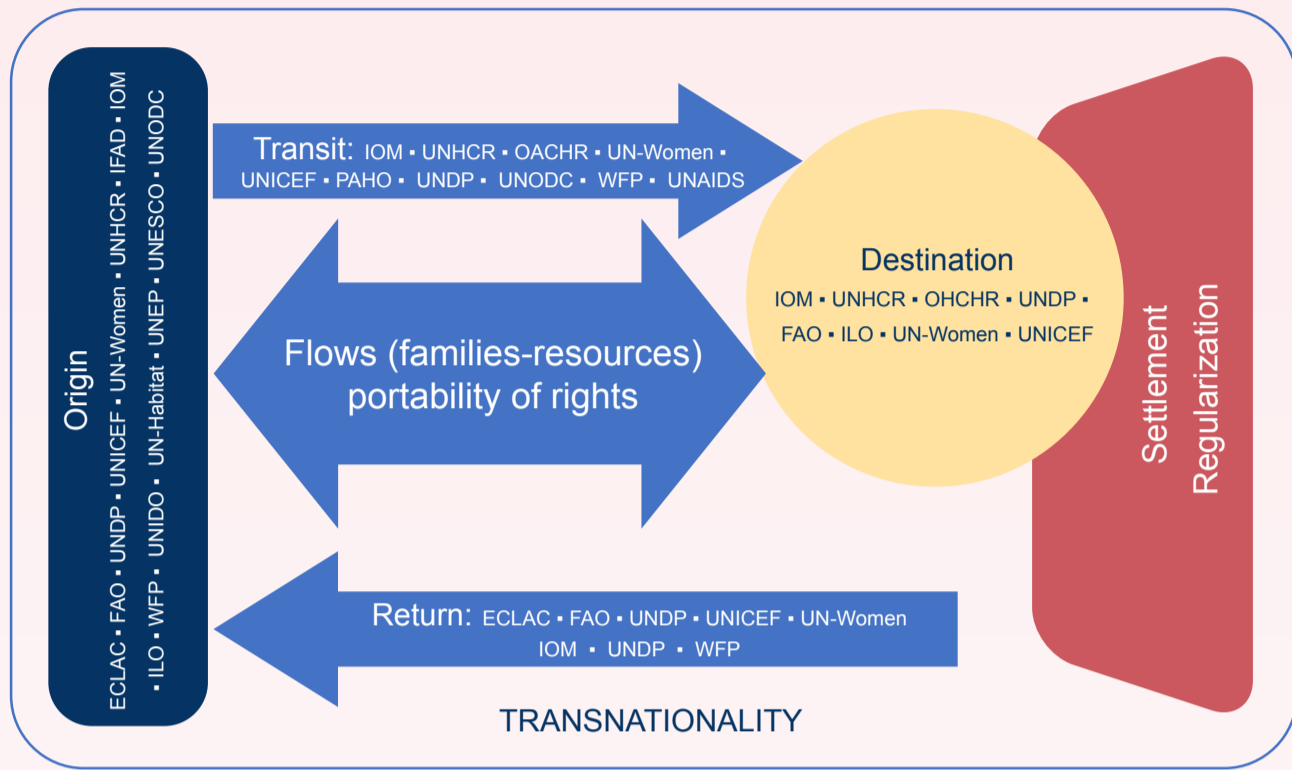 Origin
ECLAC ▪ FAO ▪ UNDP ▪ UNICEF ▪ UN-Women ▪ UNHCR ▪ IFAD ▪ IOM
▪ ILO ▪ WFP ▪ UNIDO ▪ UN-Habitat ▪ UNEP ▪ UNESCO ▪ UNODC
Transit: IOM ▪ UNHCR ▪ OACHR ▪ UN-Women ▪
UNICEF ▪ PAHO ▪ UNDP ▪ UNODC ▪ WFP ▪ UNAIDS
Flows (families-resources)
portability of rights
Destination
IOM ▪ UNHCR ▪ OHCHR ▪ UNDP ▪
FAO ▪ ILO ▪ UN-Women ▪ UNICEF
Settlement
Regularization
Return: ECLAC ▪ FAO ▪ UNDP ▪ UNICEF ▪ UN-Women
IOM ▪ UNDP ▪ WFP
TRANSNATIONALITY